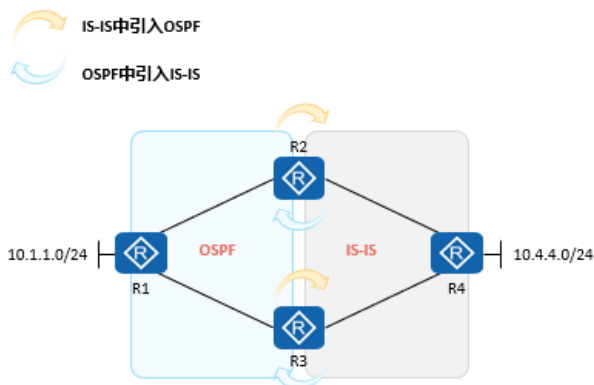 IS-IS中引入OSPF
OSPF中引入IS-IS
R2
R
10.1.1.0/24
R
OSPF
IS-IS
R
10.4.4.0/24
R1
R4
R
R3